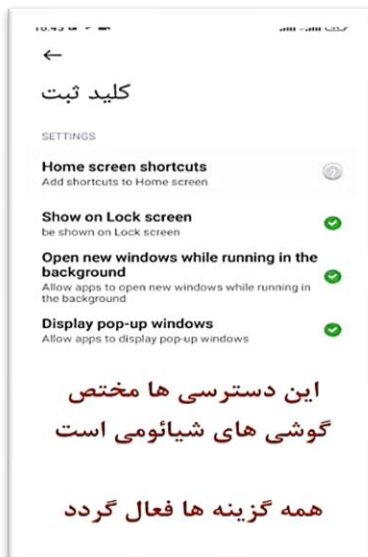 ←
کلید ثبت
SETTINGS
Home screen shortcuts
Add shortcuts to Home screen
Show on Lock screen
be shown on Lock screen
Open new windows while running in the
background
Allow apps to open new windows while running in
the background
Display pop-up windows
Allow apps to display pop-up windows
این دسترسی ها مختص
گوشی های شیائومی است
همه گزینه ها فعال گردد